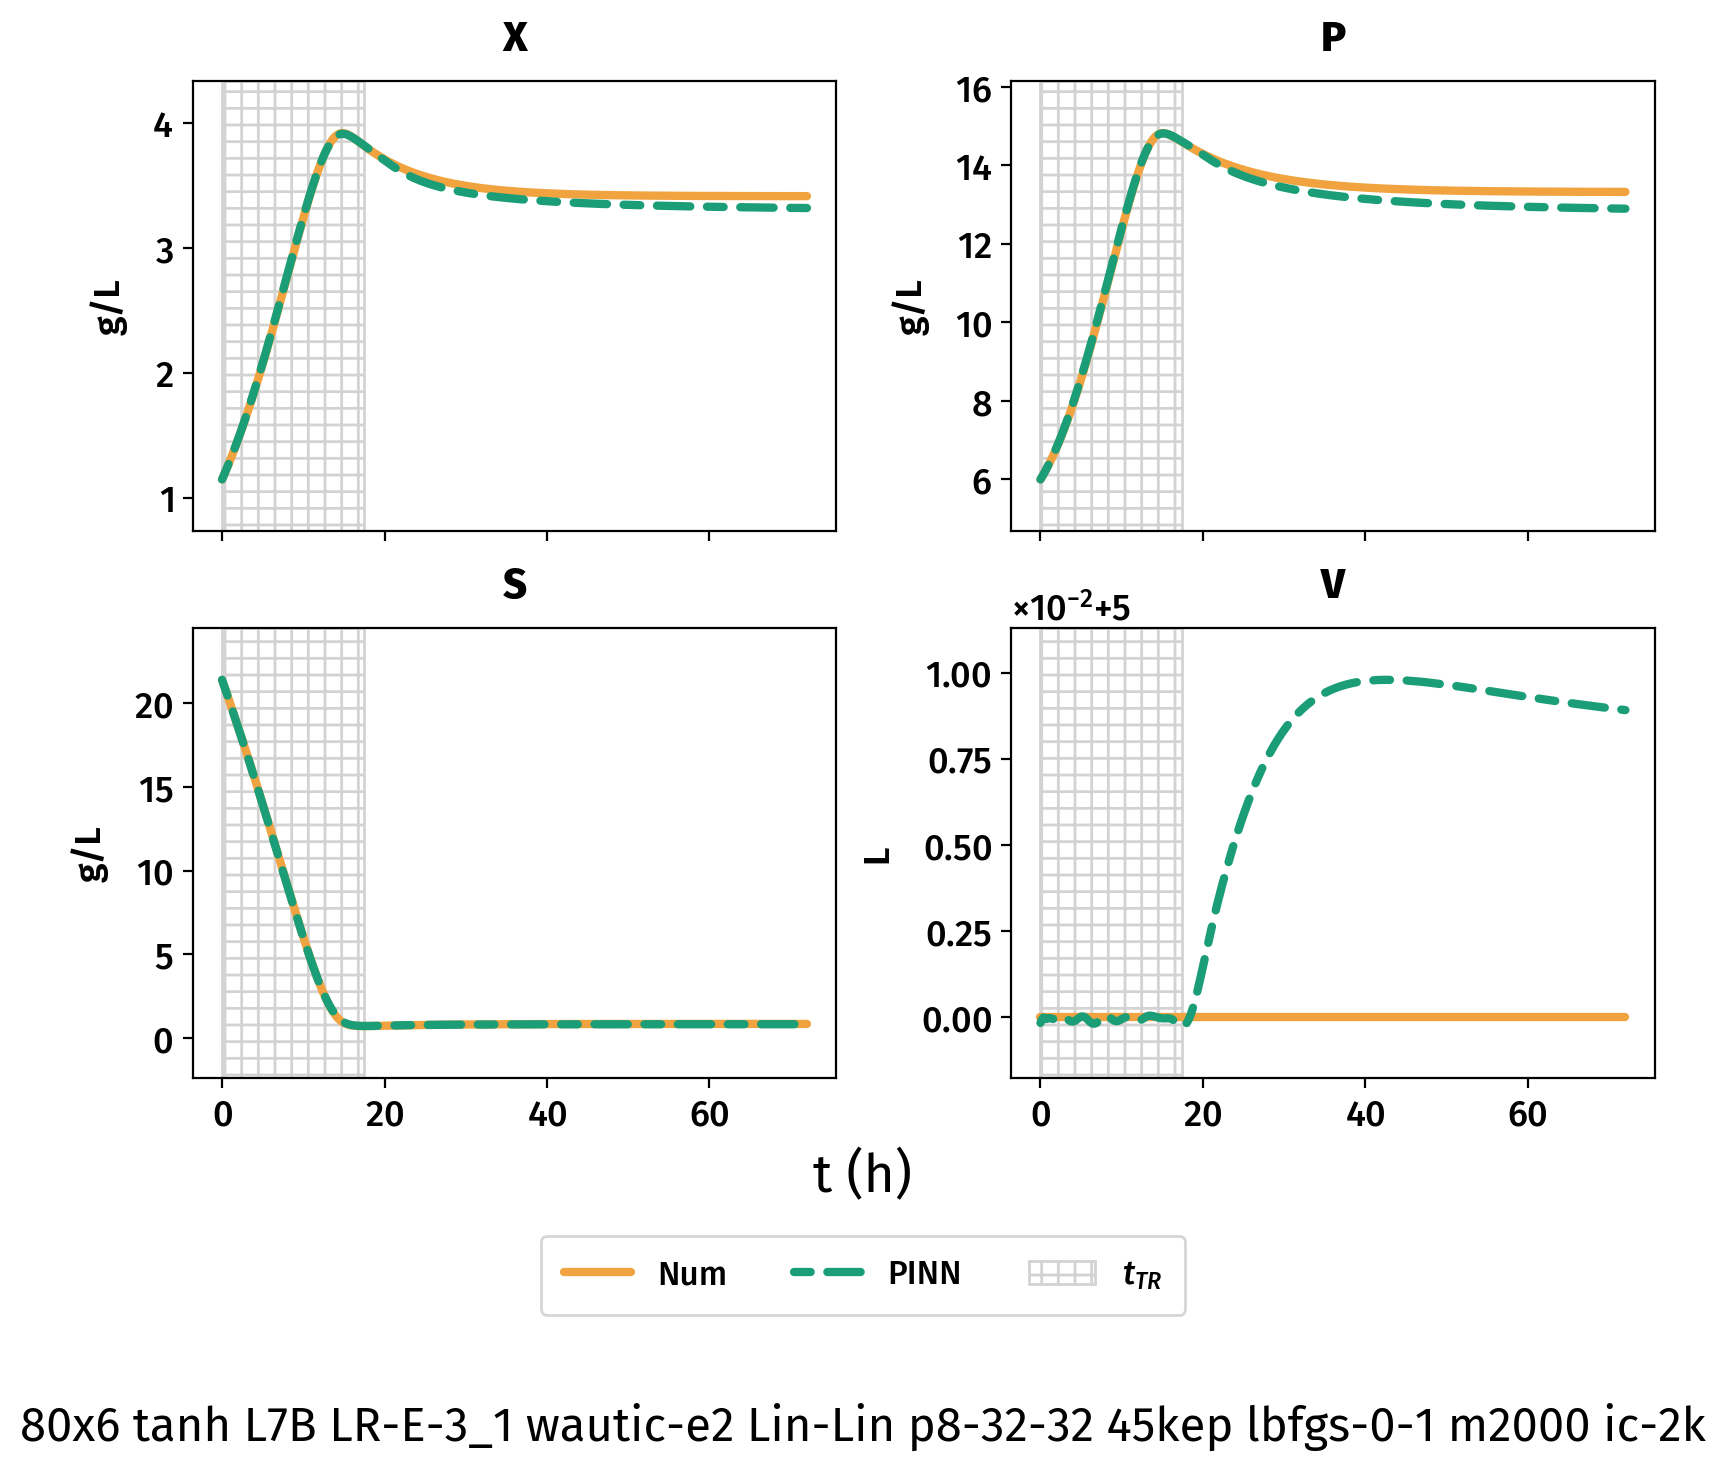 X
P
4
3
2
1
g/L
16
14
12
10
8
6
g/L
S
V
20
15
10
5
0
g/L
0
20
40
60
×10⁻²+5
1.00
0.75
0.50
0.25
0.00
L
0
20
40
60
t (h)
Num
PINN
t_TR
80x6 tanh L7B LR-E-3_1 wautic-e2 Lin-Lin p8-32-32 45kep lbfgs-0-1 m2000 ic-2k